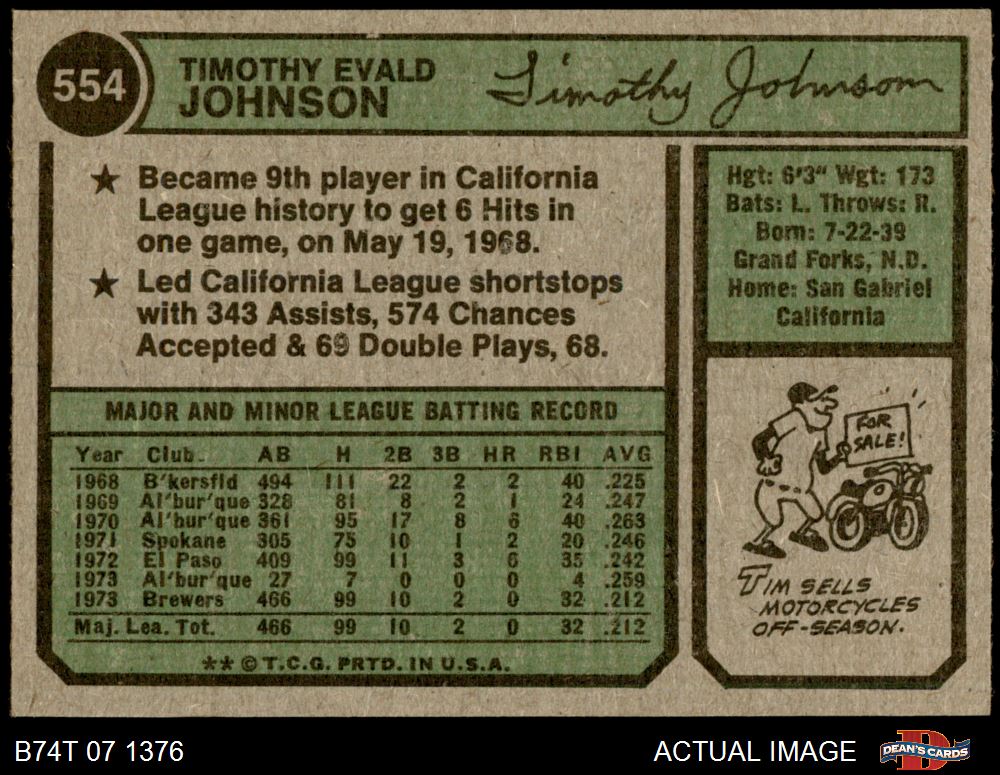 554
TIMOTHY EVALD
JOHNSON
Timothy Johnson
★ Became 9th player in California
League history to get 6 Hits in
one game, on May 19, 1968.
★ Led California League shortstops
with 343 Assists, 574 Chances
Accepted & 69 Double Plays, 68.
Hgt: 6'3" Wgt: 173
Bats: L. Throws: R.
Born: 7-22-39
Grand Forks, N.D.
Home: San Gabriel
California
MAJOR AND MINOR LEAGUE BATTING RECORD
Year Club AB H 2B 3B HR RBI AVG
1968 B'kersfld 494 111 22 2 2 40 .225
1969 Al'bur'que 328 81 8 2 1 24 .247
1970 Al'bur'que 361 95 17 8 6 40 .263
1971 Spokane 305 75 10 1 2 20 .246
1972 El Paso 409 99 11 3 6 35 .242
1973 Al'bur'que 27 7 0 0 0 4 .259
1973 Brewers 466 99 10 2 0 32 .212
Maj. Lea. Tot. 466 99 10 2 0 32 .212
** © T.C.G. PRTD. IN U.S.A.
FOR
SALE!
TIM SELLS
MOTORCYCLES
OFF-SEASON.
B74T 07 1376
ACTUAL IMAGE
DEAN'S CARDS